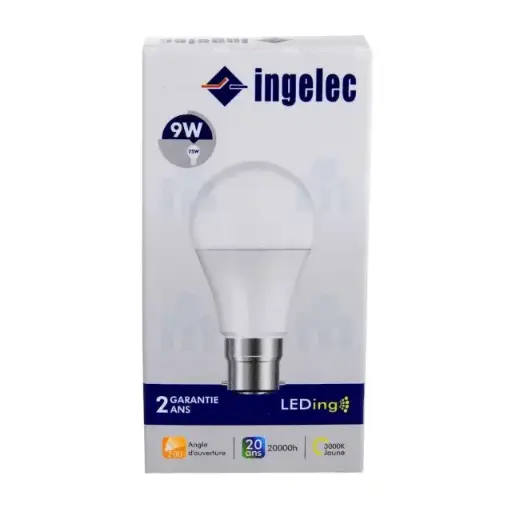 ingelec
9W
75W
2 GARANTIE
ANS
LEDing
Angle
d'ouverture
20
ans
20000h
3000K
Jaune